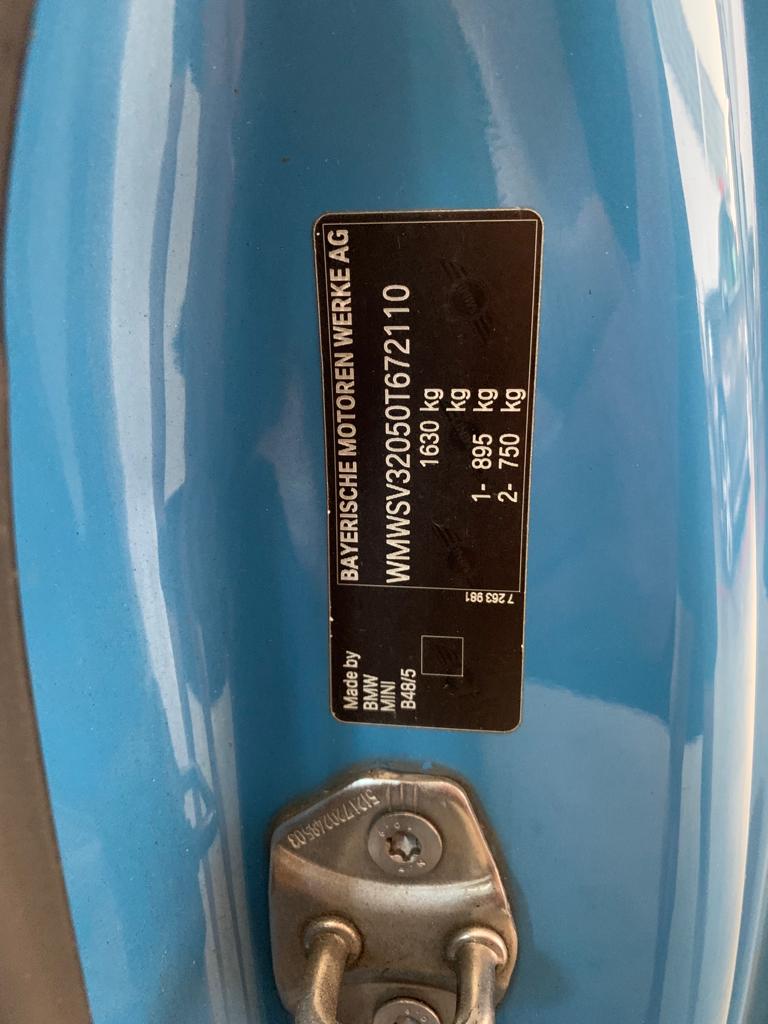 BAYERISCHE MOTOREN WERKE AG
WMWSV32050T672110
1630 kg
kg
1- 895 kg
2- 750 kg
7 263 981
Made by
BMW
MINI
B48/5